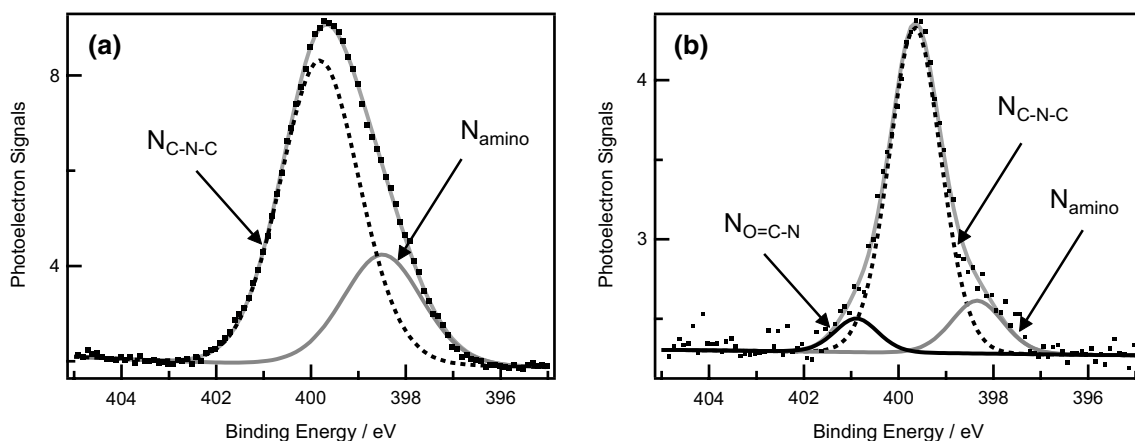 (a)
8
4
Photoelectron Signals
N_C-N-C
N_amino
404 402 400 398 396
Binding Energy / eV
(b)
4
3
Photoelectron Signals
N_O=C-N
N_C-N-C
N_amino
404 402 400 398 396
Binding Energy / eV